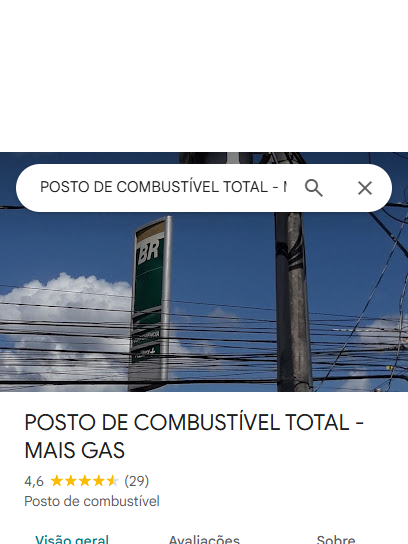 POSTO DE COMBUSTÍVEL TOTAL - M
BR
POSTO DE COMBUSTÍVEL TOTAL -
MAIS GAS
4,6 (29)
Posto de combustível
Visão geral Avaliações Sobre